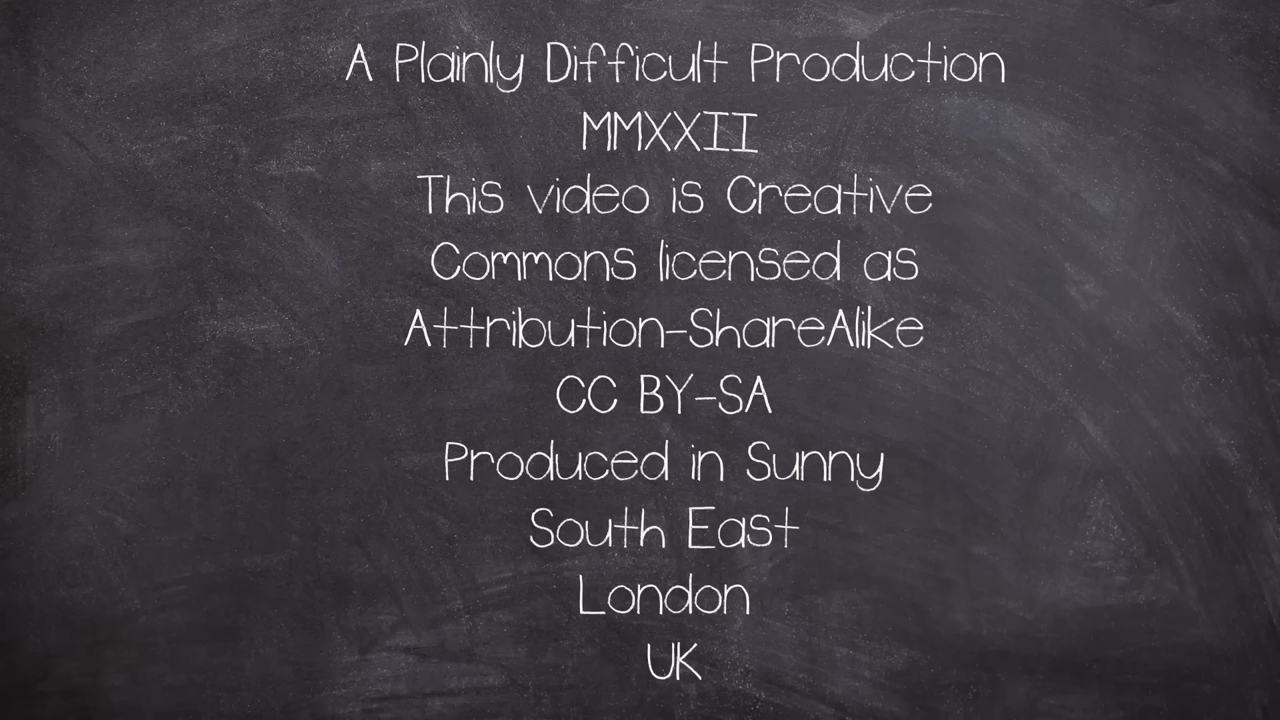 A Plainly Difficult Production
MMXXII
This video is Creative
Commons licensed as
Attribution-ShareAlike
CC BY-SA
Produced in Sunny
South East
London
UK